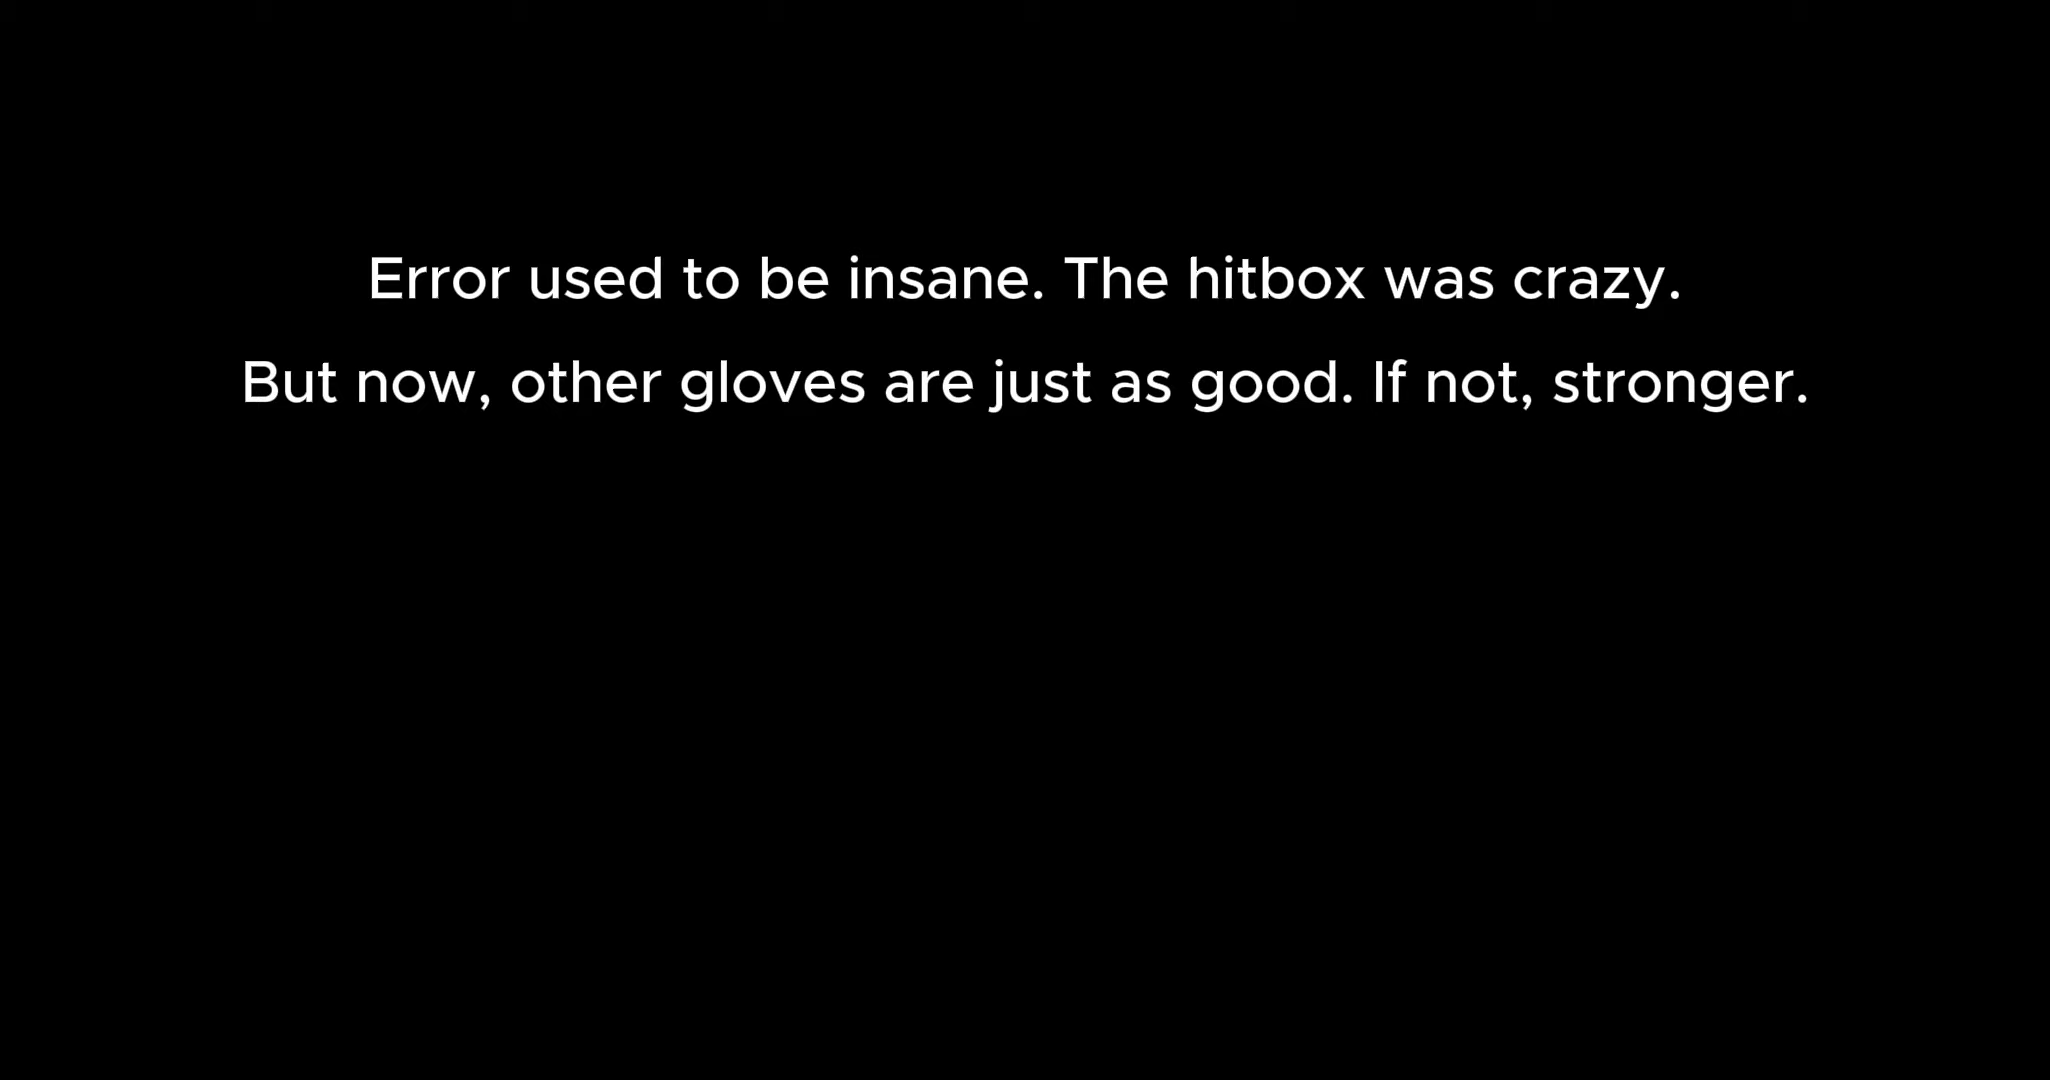 Error used to be insane. The hitbox was crazy.
But now, other gloves are just as good. If not, stronger.